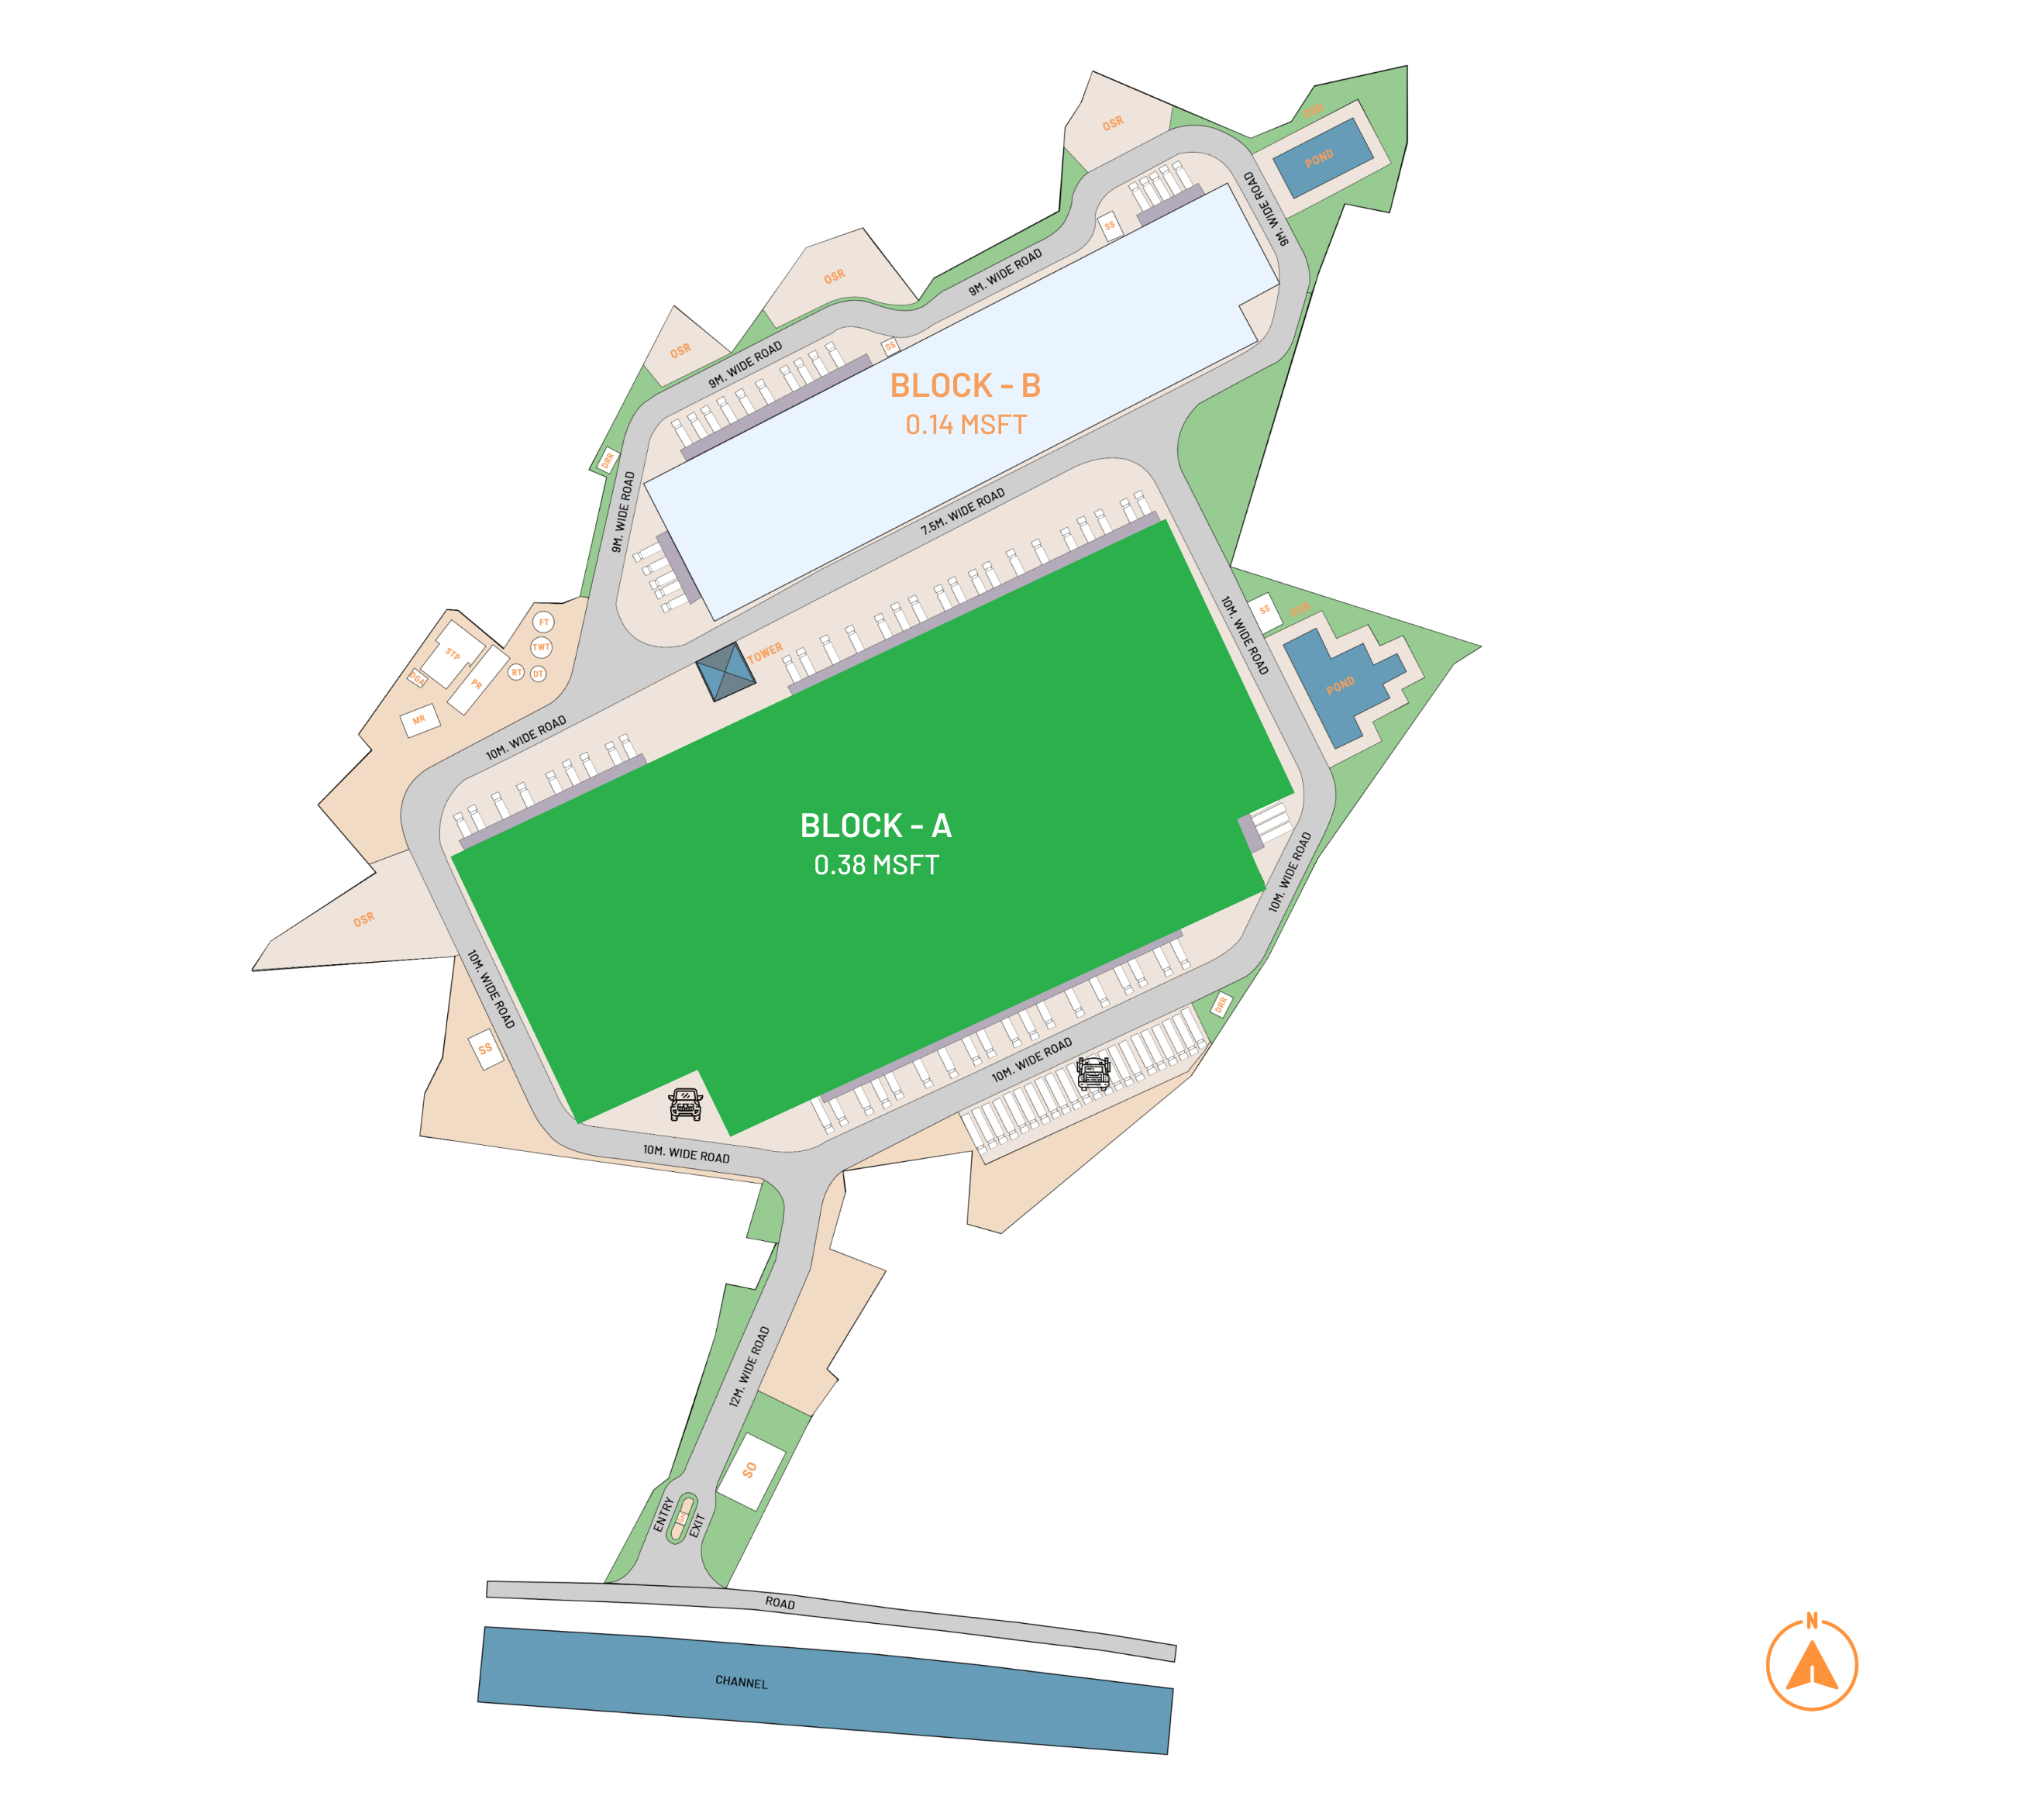 OSR
OSR
POND
9M. WIDE ROAD
SS
9M. WIDE ROAD
OSR
OSR
9M. WIDE ROAD
SS
BLOCK - B
0.14 MSFT
DRR
9M. WIDE ROAD
7.5M. WIDE ROAD
SS
OSR
10M. WIDE ROAD
POND
FT
TWT
RT
DT
STP
PR
DGA
MR
TOWER
10M. WIDE ROAD
BLOCK - A
0.38 MSFT
10M. WIDE ROAD
OSR
10M. WIDE ROAD
SS
DRR
10M. WIDE ROAD
10M. WIDE ROAD
12M. WIDE ROAD
SO
ENTRY
EXIT
ROAD
CHANNEL
N